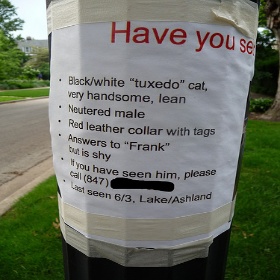 Have you se
• Black/white "tuxedo" cat,
very handsome, lean
• Neutered male
• Red leather collar with tags
• Answers to "Frank"
but is shy
• If you have seen him, please
call (847)
• Last seen 6/3, Lake/Ashland